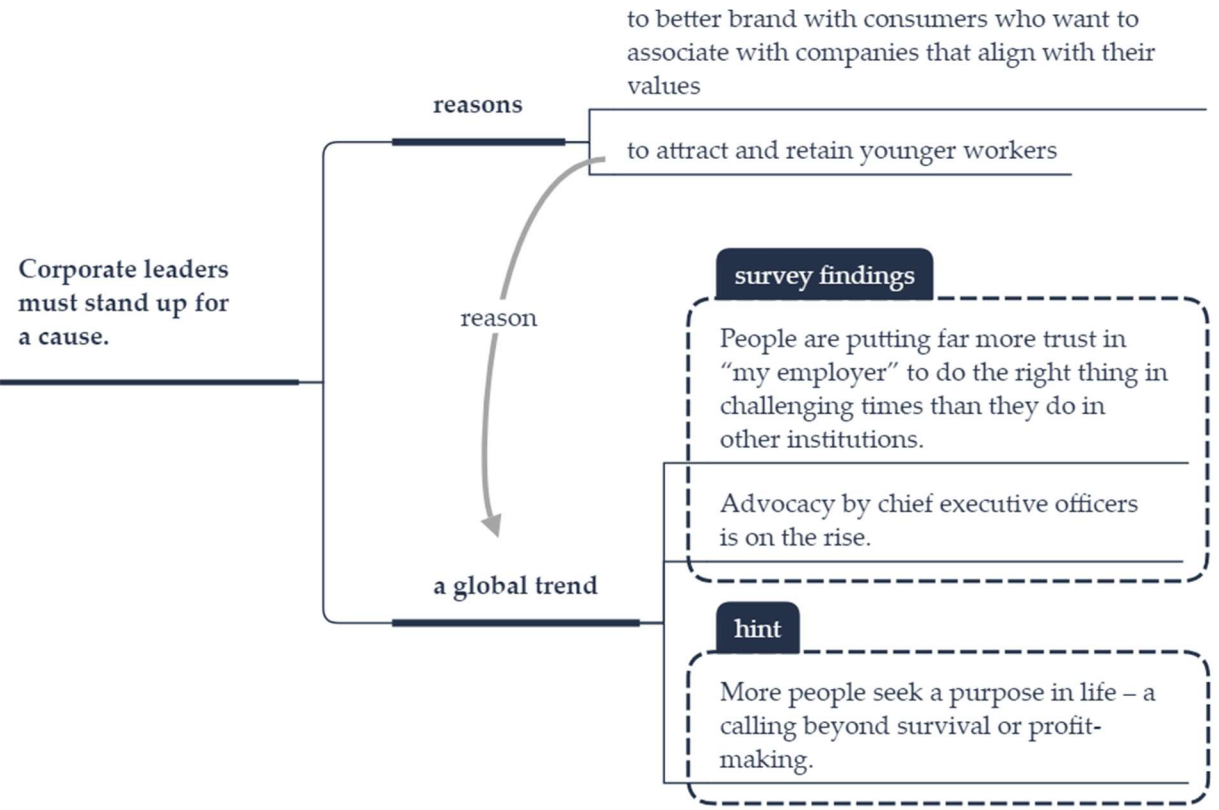 to better brand with consumers who want to
associate with companies that align with their
values
reasons
to attract and retain younger workers
Corporate leaders
must stand up for
a cause.
reason
survey findings
People are putting far more trust in
“my employer” to do the right thing in
challenging times than they do in
other institutions.
Advocacy by chief executive officers
is on the rise.
a global trend
hint
More people seek a purpose in life – a
calling beyond survival or profit-
making.